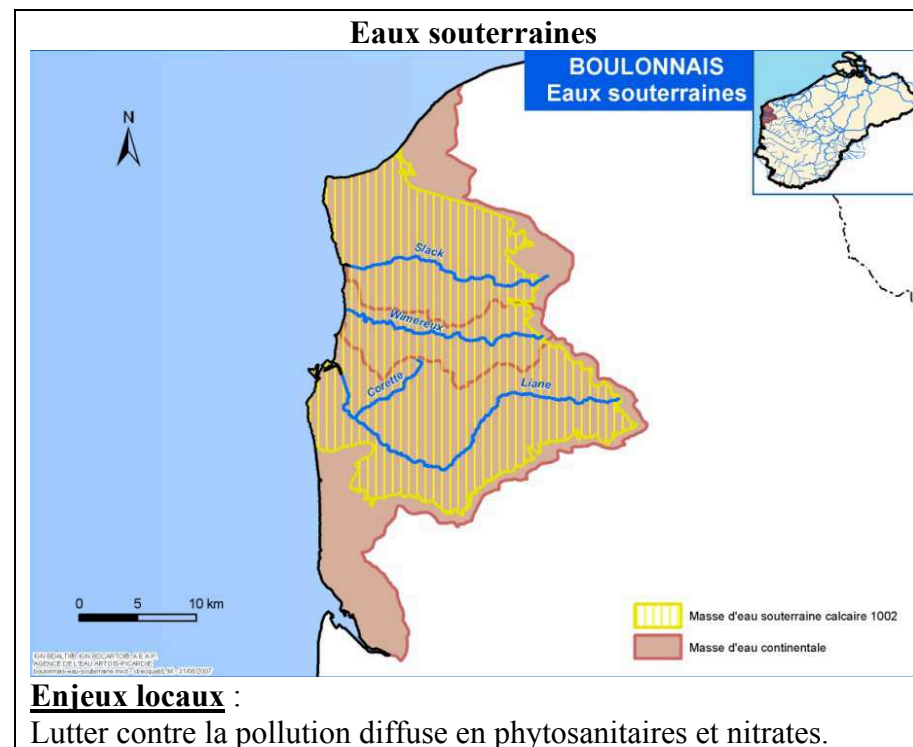 Eaux souterraines
BOULONNAIS
Eaux souterraines
N
Slack
Wimereux
Corette
Liane
0 5 10 km
Masse d'eau souterraine calcaire 1002
Masse d'eau continentale
AGENCE DE L'EAU ARTOIS-PICARDIE
Enjeux locaux :
Lutter contre la pollution diffuse en phytosanitaires et nitrates.